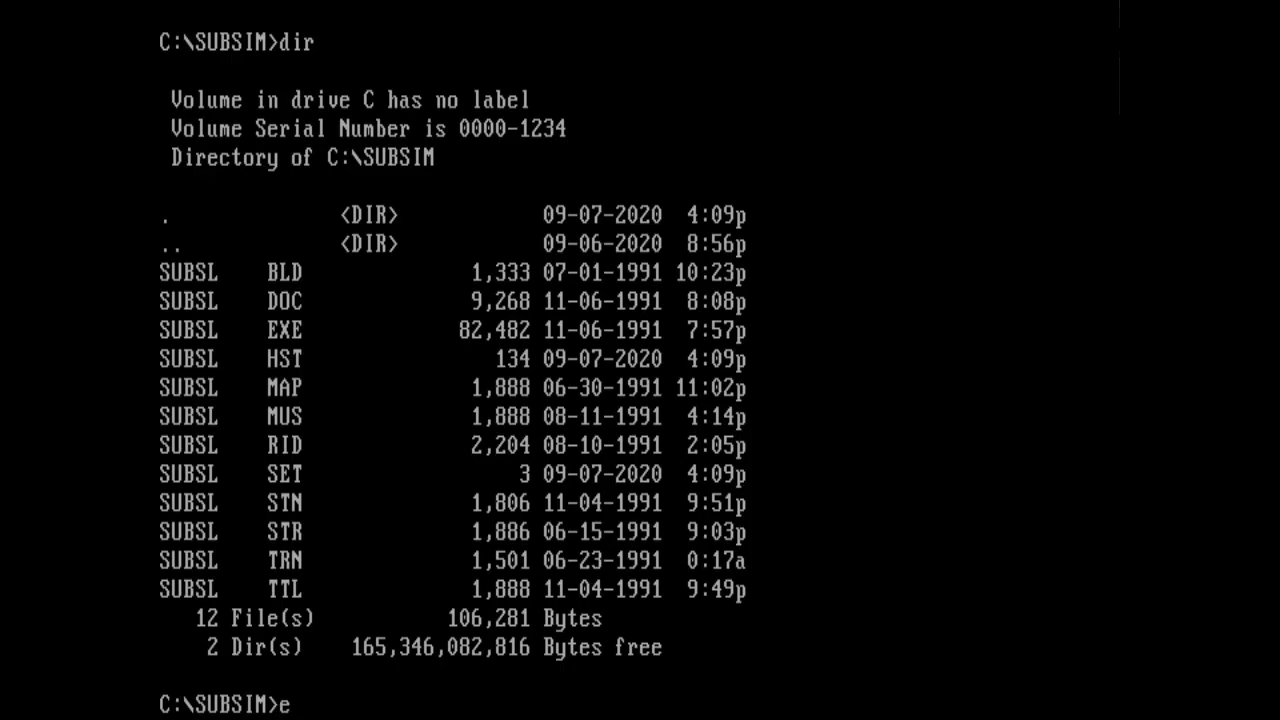 C:\SUBSIM>dir
Volume in drive C has no label
Volume Serial Number is 0000-1234
Directory of C:\SUBSIM
. <DIR> 09-07-2020 4:09p
.. <DIR> 09-06-2020 8:56p
SUBSL BLD 1,333 07-01-1991 10:23p
SUBSL DOC 9,268 11-06-1991 8:08p
SUBSL EXE 82,482 11-06-1991 7:57p
SUBSL HST 134 09-07-2020 4:09p
SUBSL MAP 1,888 06-30-1991 11:02p
SUBSL MUS 1,888 08-11-1991 4:14p
SUBSL RID 2,204 08-10-1991 2:05p
SUBSL SET 3 09-07-2020 4:09p
SUBSL STN 1,806 11-04-1991 9:51p
SUBSL STR 1,886 06-15-1991 9:03p
SUBSL TRN 1,501 06-23-1991 0:17a
SUBSL TTL 1,888 11-04-1991 9:49p
12 File(s) 106,281 Bytes
2 Dir(s) 165,346,082,816 Bytes free
C:\SUBSIM>e